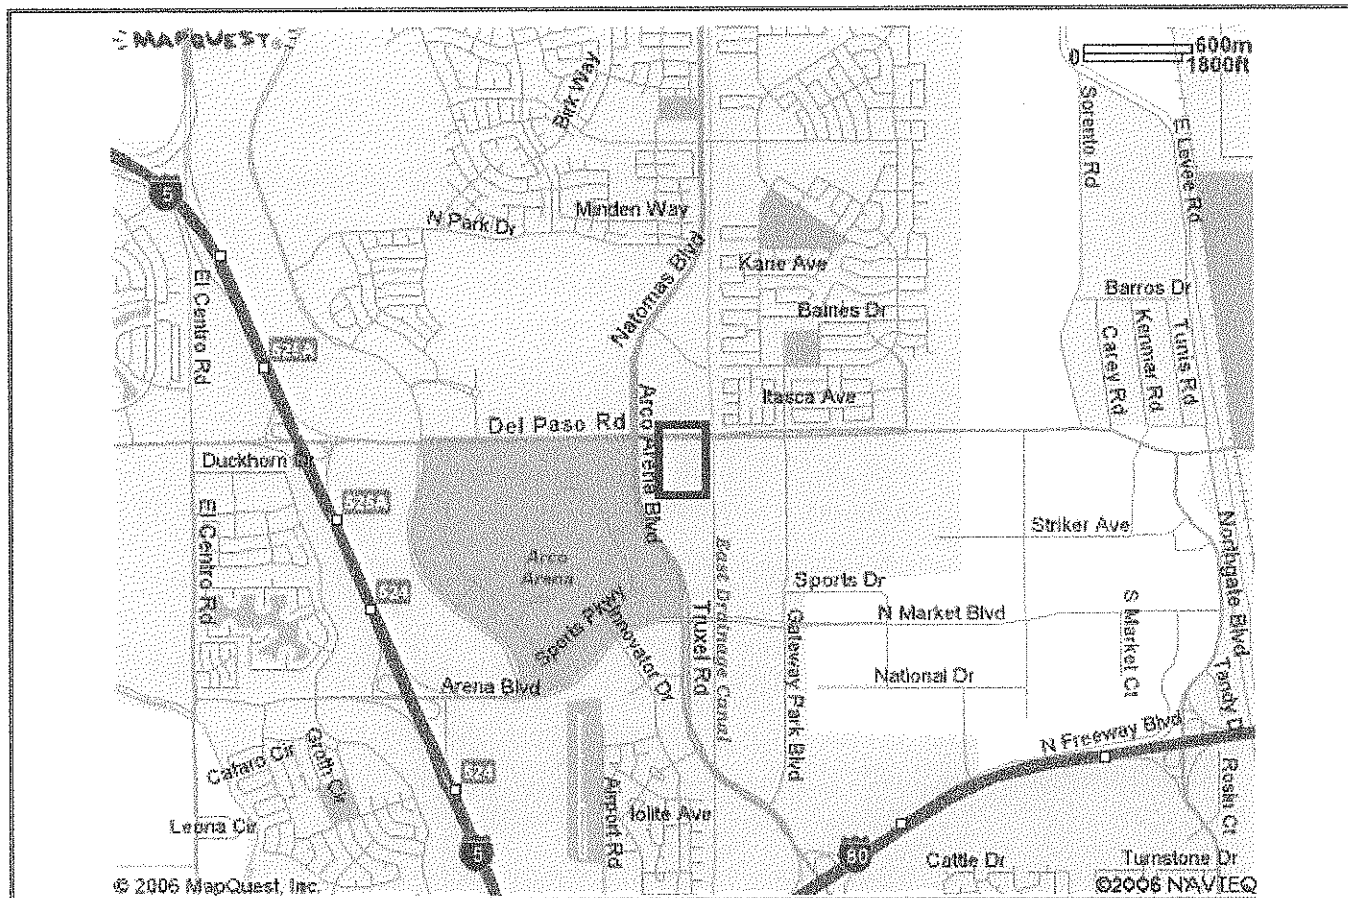 MAPQUEST
600m
0
1800ft
Birk Way
Sorento Rd
E Levee Rd
5
Minden Way
N Park Dr
Natomas Blvd
Kane Ave
El Centro Rd
Barros Dr
Baines Dr
Tunis Rd
Kenmar Rd
Carey Rd
Itasca Ave
Del Paso Rd
Arco Arena Blvd
Duckhorn Dr
525A
El Centro Rd
Northgate Blvd
Striker Ave
Arco
Arena
East Drainage Canal
Sports Dr
S Market Ct
N Market Blvd
Sports Pkwy
Innovator Dr
Truxel Rd
Gateway Park Blvd
National Dr
Tandy D
Arena Blvd
N Freeway Blvd
Cafaro Cir
Groth Cir
524
Airport Rd
Iolite Ave
Rosin Ct
Leona Cir
5
80
Cattle Dr
Turnstone Dr
© 2006 MapQuest, Inc.
©2006 NAVTEQ